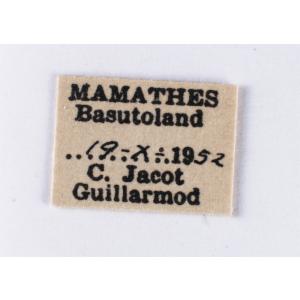 MAMATHES
Basutoland
..19.-X-.1952
C. Jacot
Guillarmod